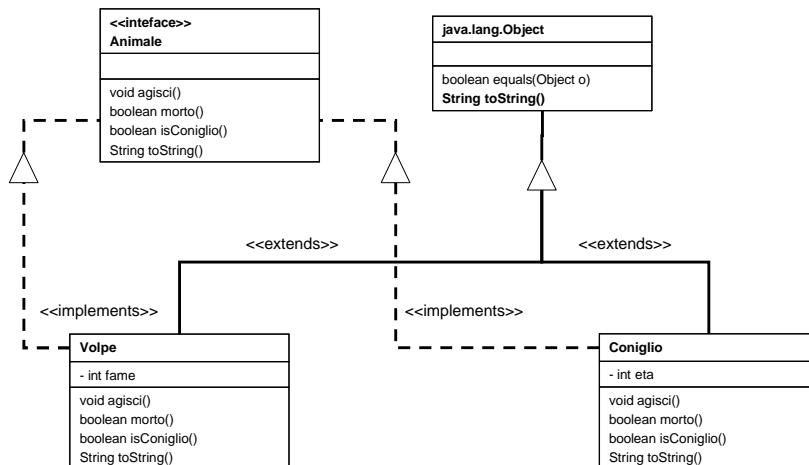 <<inteface>>
Animale
void agisci()
boolean morto()
boolean isConiglio()
String toString()
java.lang.Object
boolean equals(Object o)
String toString()
<<extends>>
<<extends>>
<<implements>>
<<implements>>
Volpe
- int fame
void agisci()
boolean morto()
boolean isConiglio()
String toString()
Coniglio
- int eta
void agisci()
boolean morto()
boolean isConiglio()
String toString()